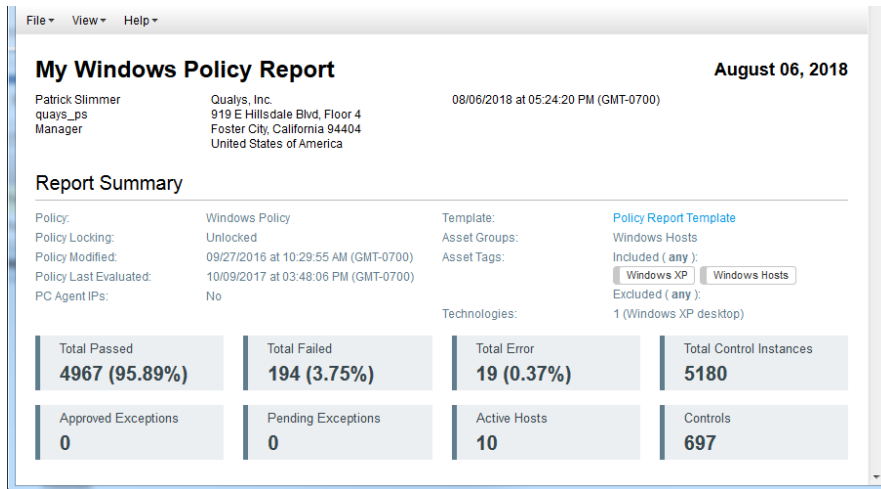 File View Help
My Windows Policy Report
August 06, 2018
Patrick Slimmer
quays_ps
Manager
Qualys, Inc.
919 E Hillsdale Blvd, Floor 4
Foster City, California 94404
United States of America
08/06/2018 at 05:24:20 PM (GMT-0700)
Report Summary
Policy: Windows Policy
Policy Locking: Unlocked
Policy Modified: 09/27/2016 at 10:29:55 AM (GMT-0700)
Policy Last Evaluated: 10/09/2017 at 03:48:06 PM (GMT-0700)
PC Agent IPs: No
Template: Policy Report Template
Asset Groups: Windows Hosts
Asset Tags: Included ( any ):
Windows XP Windows Hosts
Excluded ( any ):
Technologies: 1 (Windows XP desktop)
Total Passed
4967 (95.89%)
Total Failed
194 (3.75%)
Total Error
19 (0.37%)
Total Control Instances
5180
Approved Exceptions
0
Pending Exceptions
0
Active Hosts
10
Controls
697